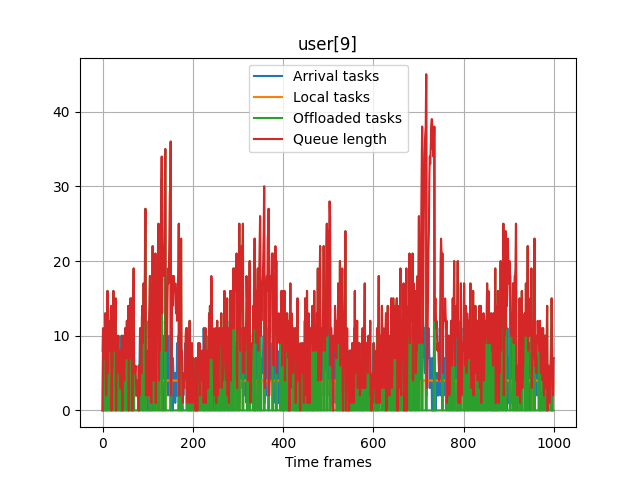 user[9]
Arrival tasks
Local tasks
Offloaded tasks
Queue length
40
30
20
10
0
0 200 400 600 800 1000
Time frames